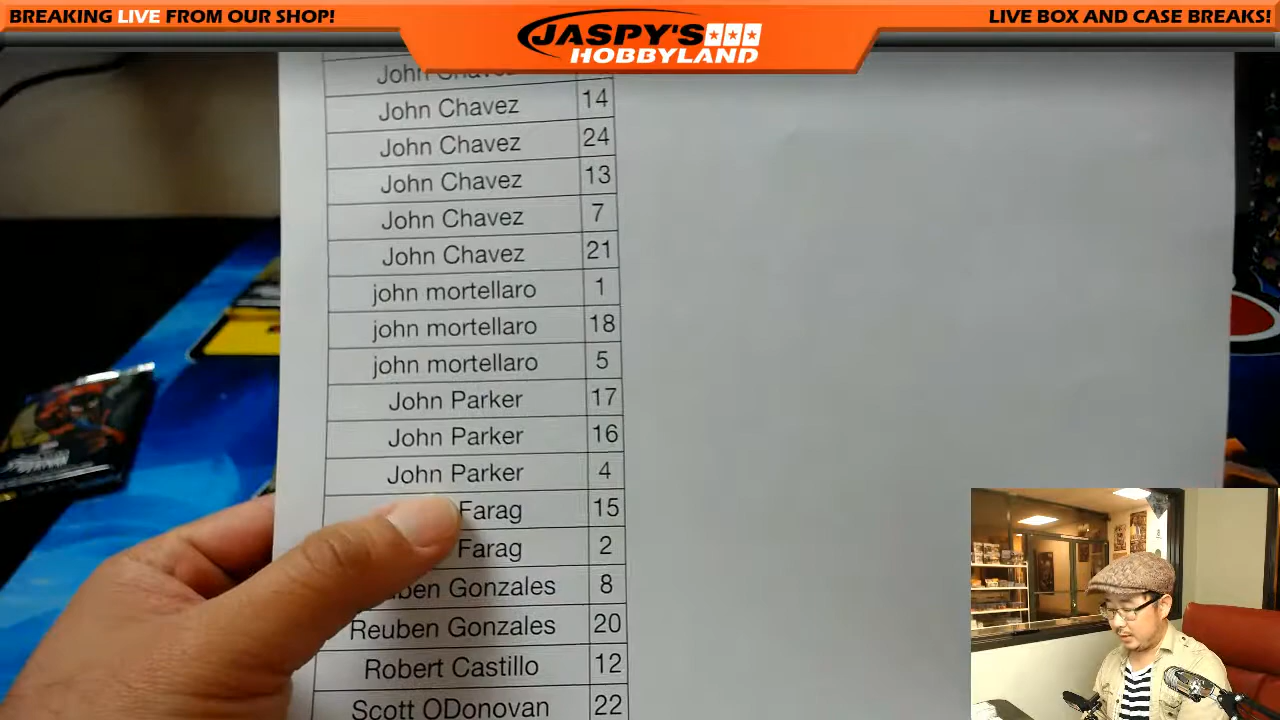 BREAKING LIVE FROM OUR SHOP!
JASPY'S
HOBBYLAND
LIVE BOX AND CASE BREAKS!
John Chavez
John Chavez 14
John Chavez 24
John Chavez 13
John Chavez 7
John Chavez 21
john mortellaro 1
john mortellaro 18
john mortellaro 5
John Parker 17
John Parker 16
John Parker 4
Farag 15
Farag 2
Gonzales 8
Reuben Gonzales 20
Robert Castillo 12
Scott ODonovan 22